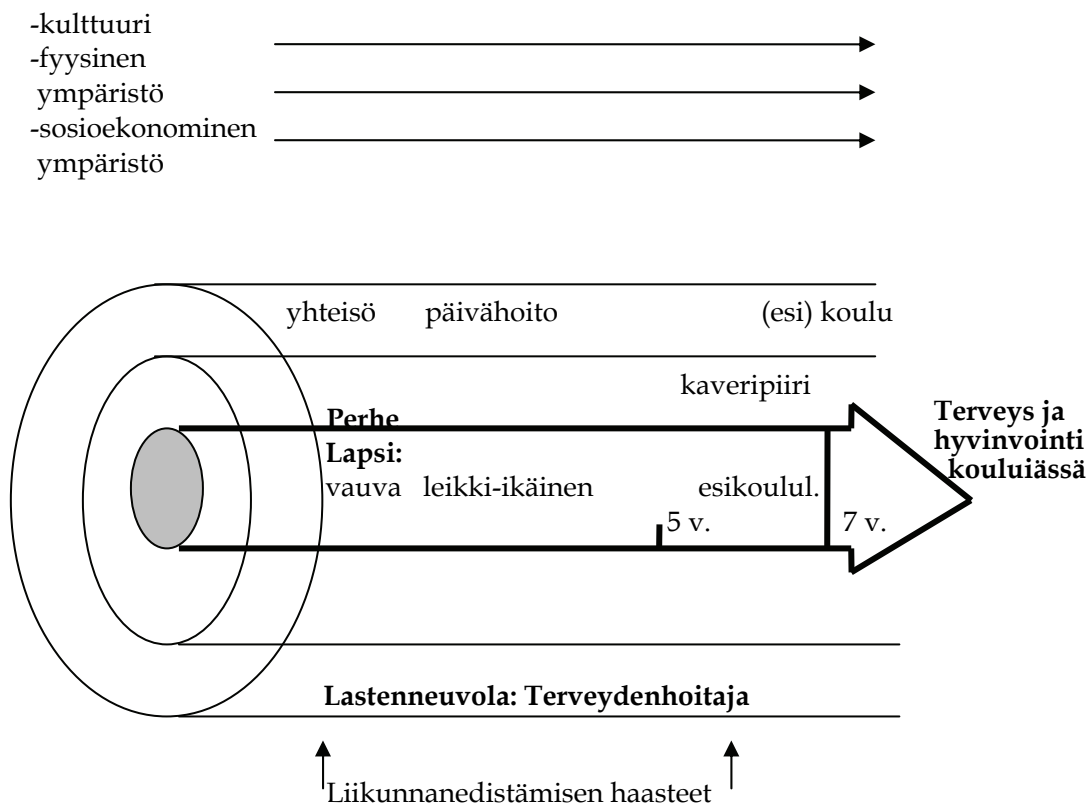 -kulttuuri
-fyysinen
ympäristö
-sosioekonominen
ympäristö
yhteisö päivähoito (esi) koulu
kaveripiiri
Perhe
Lapsi:
vauva leikki-ikäinen esikoulul.
5 v. 7 v.
Terveys ja
hyvinvointi
kouluiässä
Lastenneuvola: Terveydenhoitaja
Liikunnanedistämisen haasteet